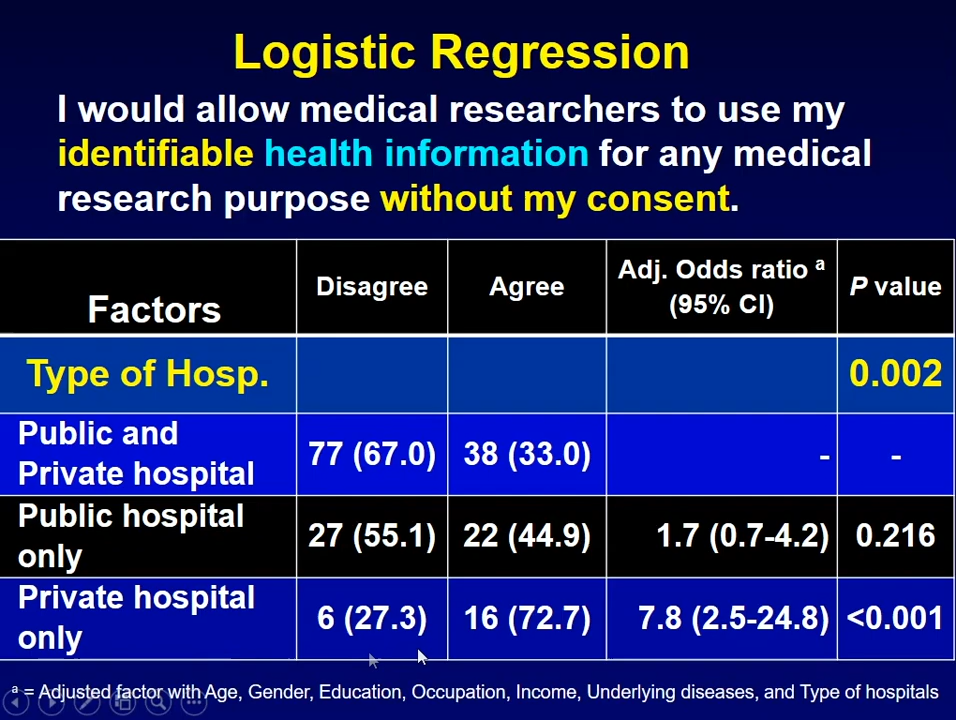 Logistic Regression
I would allow medical researchers to use my
identifiable health information for any medical
research purpose without my consent.
Factors Disagree Agree Adj. Odds ratio a (95% CI) P value
Type of Hosp. 0.002
Public and
Private hospital 77 (67.0) 38 (33.0) - -
Public hospital
only 27 (55.1) 22 (44.9) 1.7 (0.7-4.2) 0.216
Private hospital
only 6 (27.3) 16 (72.7) 7.8 (2.5-24.8) <0.001
a = Adjusted factor with Age, Gender, Education, Occupation, Income, Underlying diseases, and Type of hospitals